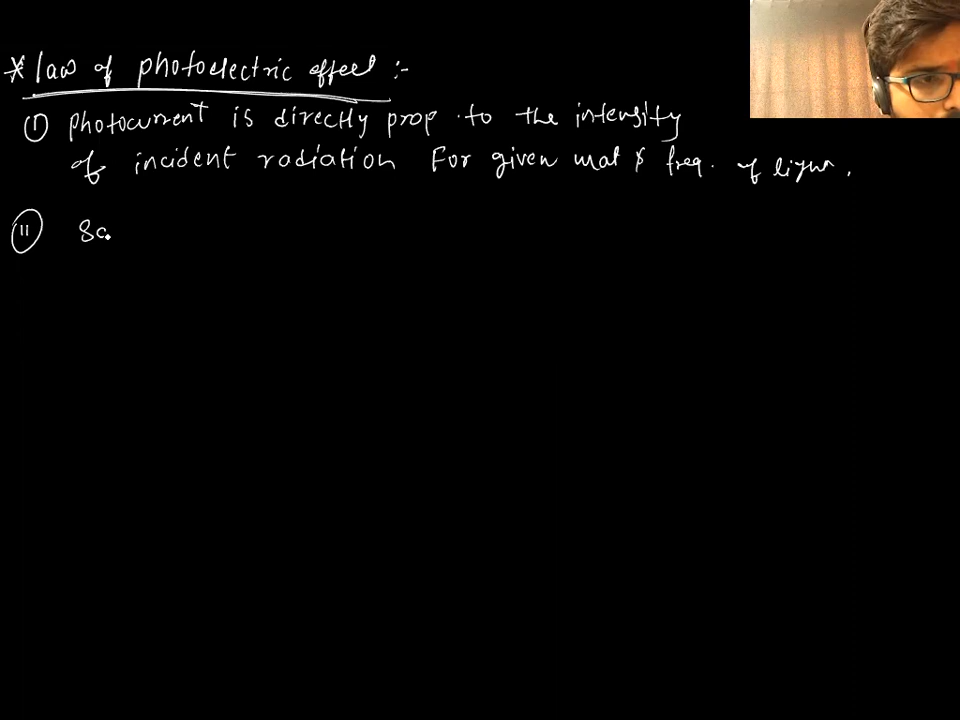 * law of photoelectric effect :-
(I) photocurrent is directly prop. to the intensity
of incident radiation For given mat & freq. of light.
(II) Sa